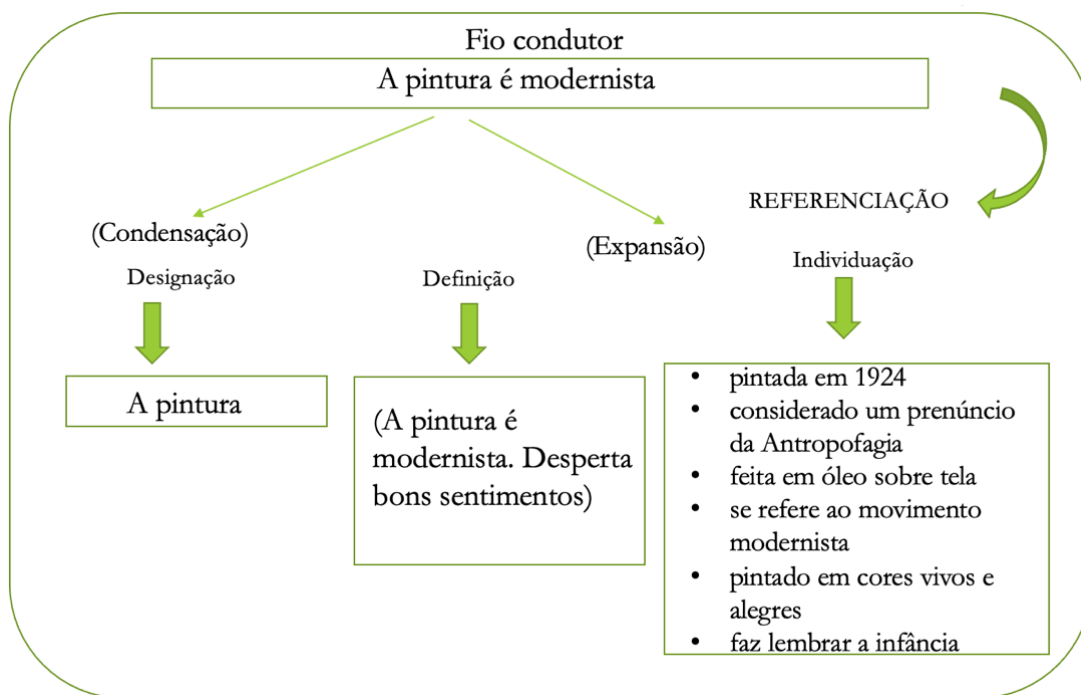 Fio condutor
A pintura é modernista
REFERENCIAÇÃO
(Condensação)
(Expansão)
Designação
Definição
Individuação
A pintura
(A pintura é
modernista. Desperta
bons sentimentos)
• pintada em 1924
• considerado um prenúncio
da Antropofagia
• feita em óleo sobre tela
• se refere ao movimento
modernista
• pintado em cores vivos e
alegres
• faz lembrar a infância